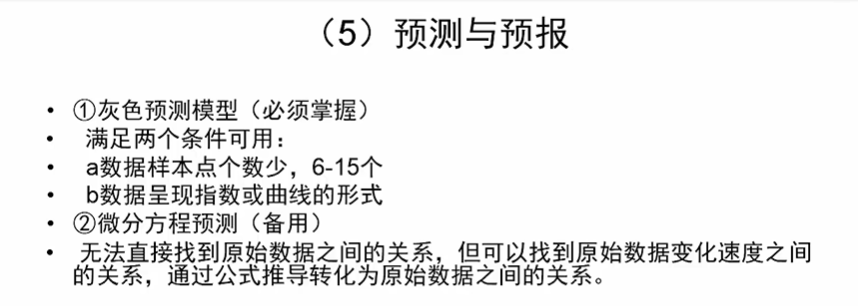 （5）预测与预报
• ①灰色预测模型（必须掌握）
• 满足两个条件可用：
• a数据样本点个数少，6-15个
• b数据呈现指数或曲线的形式
• ②微分方程预测（备用）
• 无法直接找到原始数据之间的关系，但可以找到原始数据变化速度之间
的关系，通过公式推导转化为原始数据之间的关系。